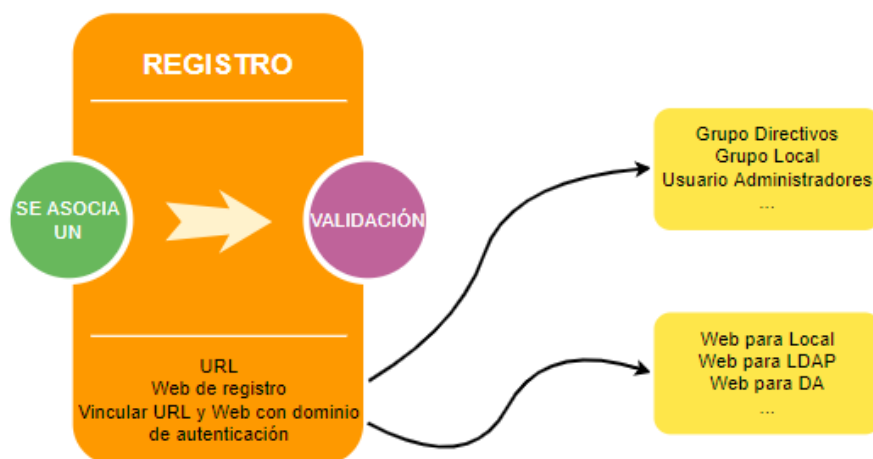 REGISTRO
SE ASOCIA
UN
VALIDACIÓN
URL
Web de registro
Vincular URL y Web con dominio
de autenticación
Grupo Directivos
Grupo Local
Usuario Administradores
...
Web para Local
Web para LDAP
Web para DA
...